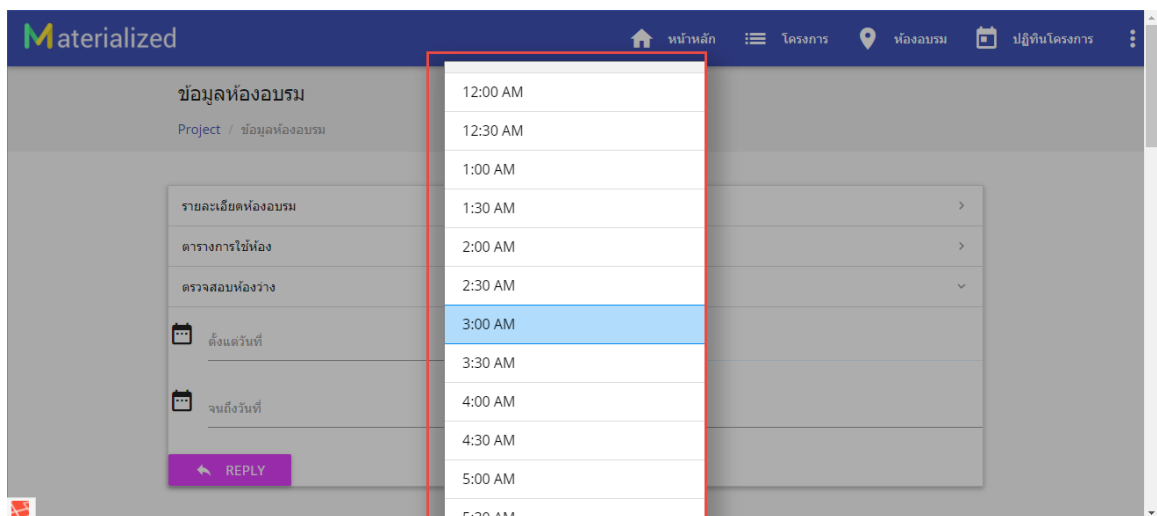 Materialized
หน้าหลัก
โครงการ
ห้องอบรม
ปฏิทินโครงการ
ข้อมูลห้องอบรม
Project / ข้อมูลห้องอบรม
รายละเอียดห้องอบรม
ตารางการใช้ห้อง
ตรวจสอบห้องว่าง
ตั้งแต่วันที่
จนถึงวันที่
REPLY
12:00 AM
12:30 AM
1:00 AM
1:30 AM
2:00 AM
2:30 AM
3:00 AM
3:30 AM
4:00 AM
4:30 AM
5:00 AM
5:30 AM